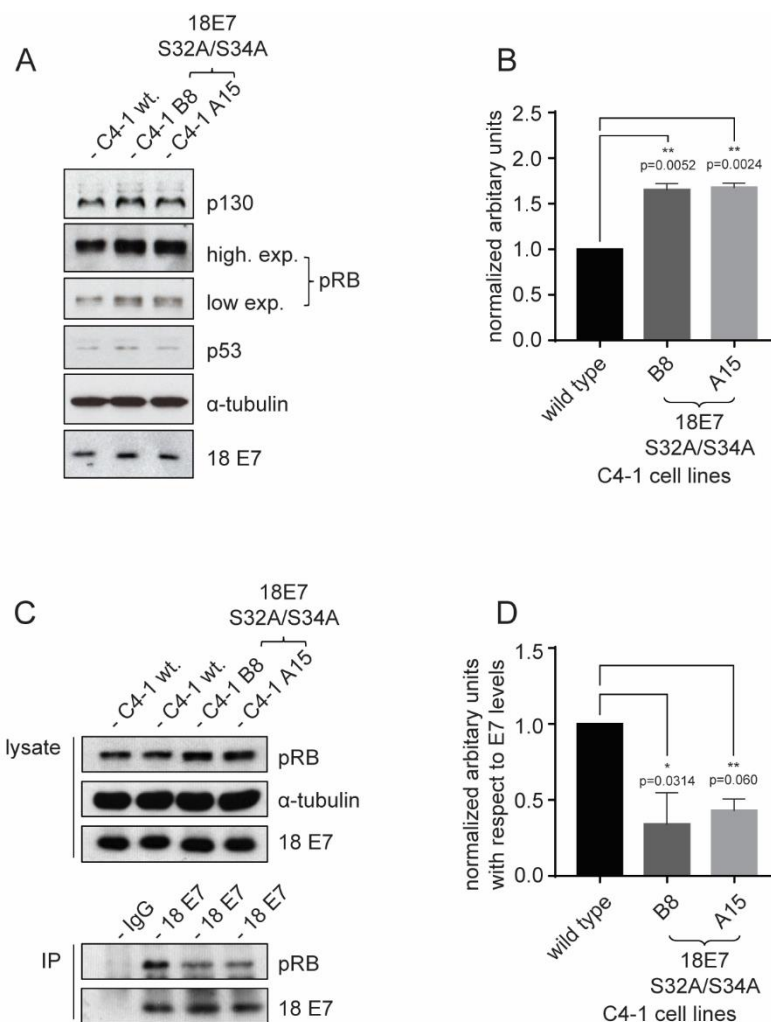 A
18E7
S32A/S34A
- C4-1 wt.
- C4-1 B8
- C4-1 A15
p130
high. exp.
low exp.
pRB
p53
α-tubulin
18 E7
B
normalized arbitary units
2.5
2.0
1.5
1.0
0.5
0.0
**
p=0.0052
**
p=0.0024
wild type
B8
A15
18E7
S32A/S34A
C4-1 cell lines
C
18E7
S32A/S34A
- C4-1 wt.
- C4-1 wt.
- C4-1 B8
- C4-1 A15
lysate
pRB
α-tubulin
18 E7
- IgG
- 18 E7
- 18 E7
- 18 E7
IP
pRB
18 E7
D
normalized arbitary units
with respect to E7 levels
1.5
1.0
0.5
0.0
*
p=0.0314
**
p=0.060
wild type
B8
A15
18E7
S32A/S34A
C4-1 cell lines